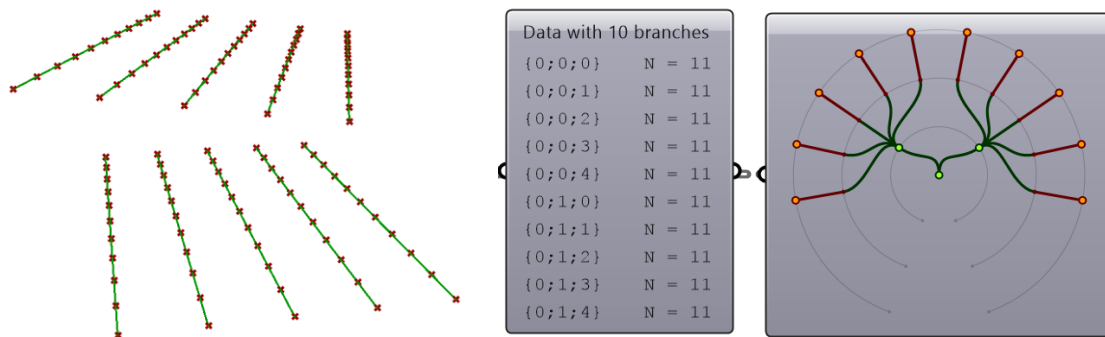 Data with 10 branches
{0;0;0} N = 11
{0;0;1} N = 11
{0;0;2} N = 11
{0;0;3} N = 11
{0;0;4} N = 11
{0;1;0} N = 11
{0;1;1} N = 11
{0;1;2} N = 11
{0;1;3} N = 11
{0;1;4} N = 11